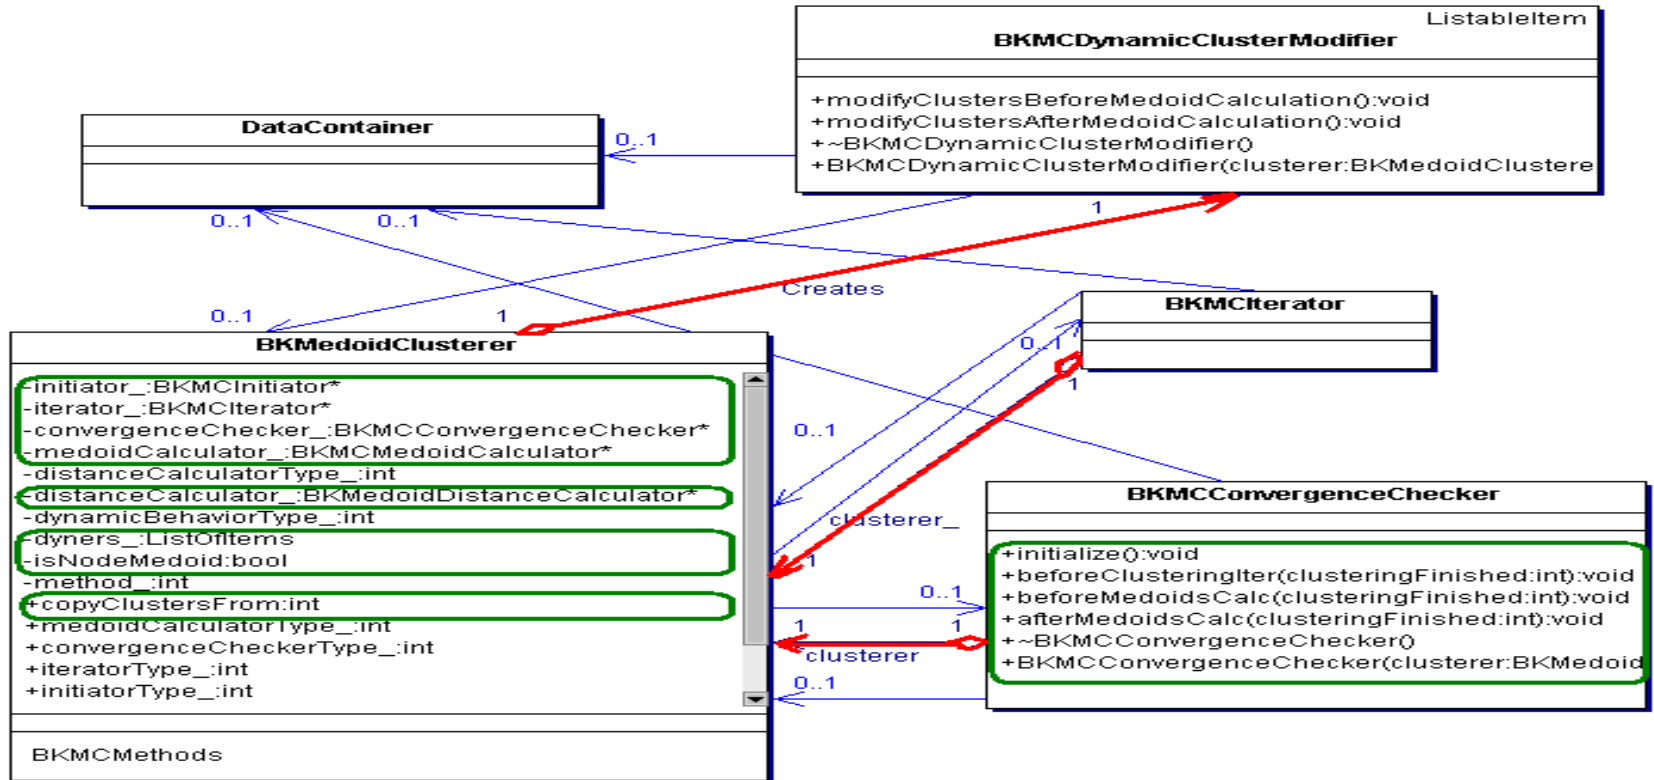 ListableItem
BKMCDynamicClusterModifier
+modifyClustersBeforeMedoidCalculation():void
+modifyClustersAfterMedoidCalculation():void
+~BKMCDynamicClusterModifier()
+BKMCDynamicClusterModifier(clusterer:BKMedoidClustere
DataContainer
0..1
0..1
0..1
1
Creates
0..1
1
BKMCIterator
0..1
1
BKMedoidClusterer
-initiator_:BKMCInitiator*
-iterator_:BKMCIterator*
-convergenceChecker_:BKMCConvergenceChecker*
-medoidCalculator_:BKMCMedoidCalculator*
-distanceCalculatorType_:int
-distanceCalculator_:BKMedoidDistanceCalculator*
-dynamicBehaviorType_:int
-dyners_:ListOfItems
-isNodeMedoid:bool
-method_:int
+copyClustersFrom:int
+medoidCalculatorType_:int
+convergenceCheckerType_:int
+iteratorType_:int
+initiatorType_:int
BKMCMethods
0..1
clusterer_
1
0..1
1
1
clusterer
0..1
BKMCConvergenceChecker
+initialize():void
+beforeClusteringIter(clusteringFinished:int):void
+beforeMedoidsCalc(clusteringFinished:int):void
+afterMedoidsCalc(clusteringFinished:int):void
+~BKMCConvergenceChecker()
+BKMCConvergenceChecker(clusterer:BKMedoid